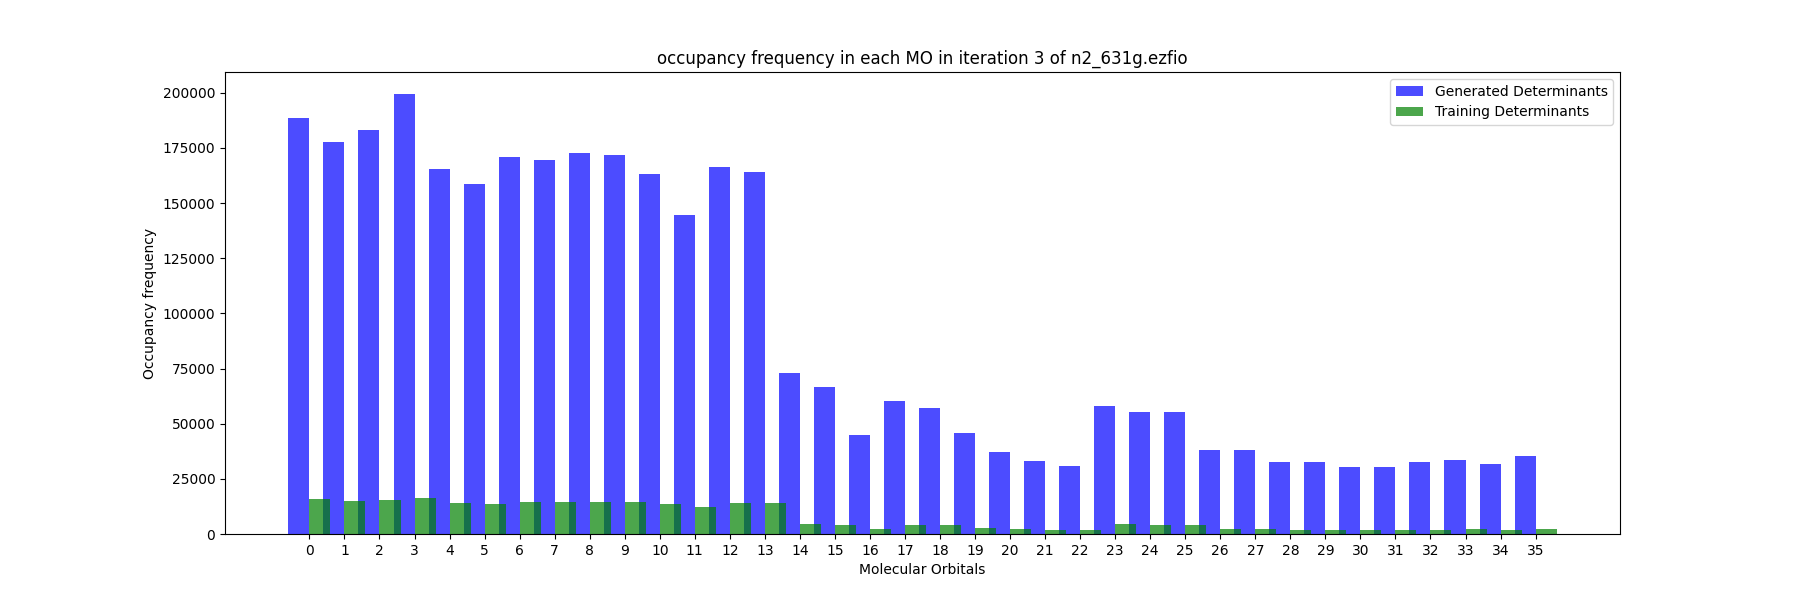 occupancy frequency in each MO in iteration 3 of n2_631g.ezfio
Generated Determinants
Training Determinants
Occupancy frequency
200000
175000
150000
125000
100000
75000
50000
25000
0
0 1 2 3 4 5 6 7 8 9 10 11 12 13 14 15 16 17 18 19 20 21 22 23 24 25 26 27 28 29 30 31 32 33 34 35
Molecular Orbitals